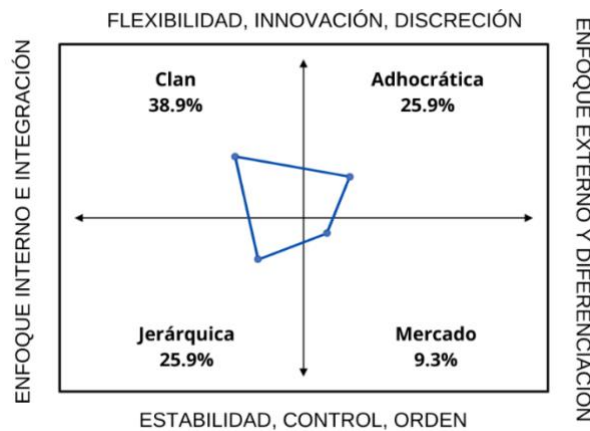 FLEXIBILIDAD, INNOVACIÓN, DISCRECIÓN
ENFOQUE INTERNO E INTEGRACIÓN
Clan
38.9%
Adhocrática
25.9%
ENFOQUE EXTERNO Y DIFERENCIACIÓN
Jerárquica
25.9%
Mercado
9.3%
ESTABILIDAD, CONTROL, ORDEN